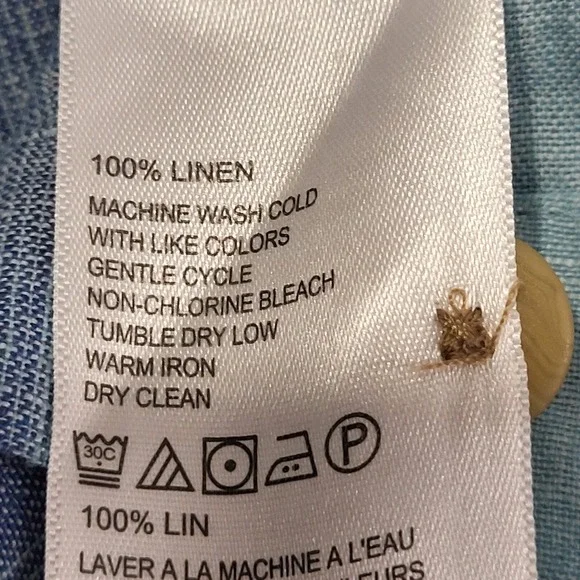 100% LINEN
MACHINE WASH COLD
WITH LIKE COLORS
GENTLE CYCLE
NON-CHLORINE BLEACH
TUMBLE DRY LOW
WARM IRON
DRY CLEAN
30C P
100% LIN
LAVER A LA MACHINE A L'EAU